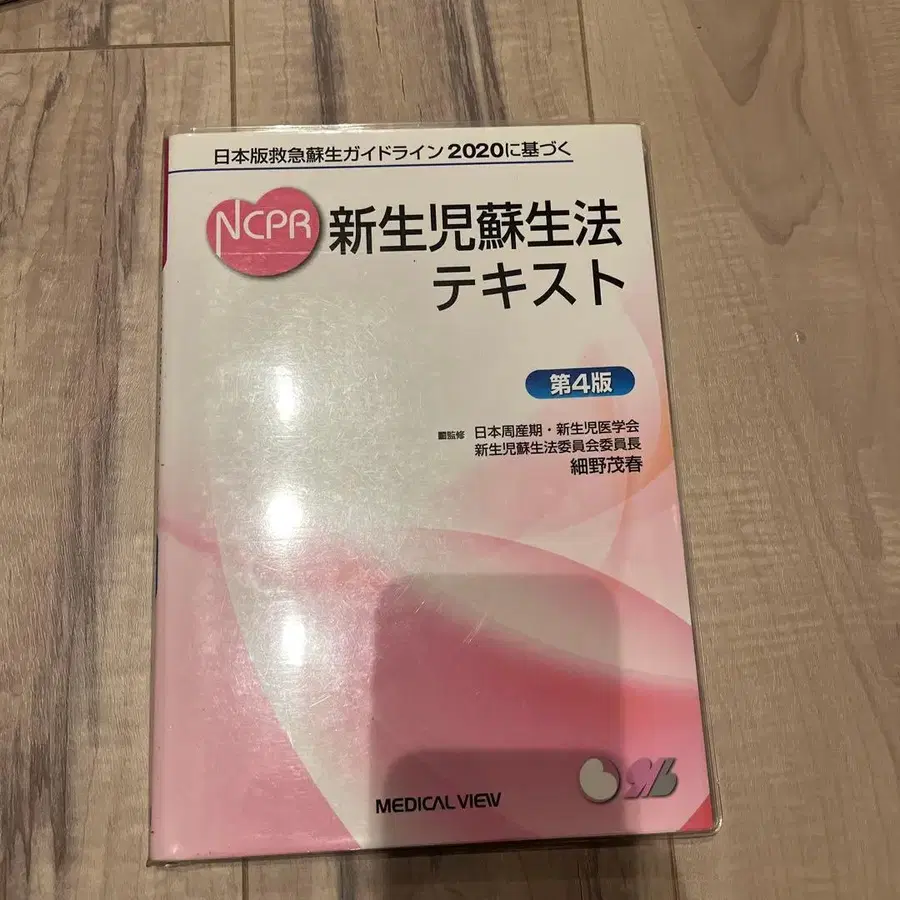 日本版救急蘇生ガイドライン2020に基づく
NCPR
新生児蘇生法
テキスト
第4版
監修 日本周産期・新生児医学会
新生児蘇生法委員会委員長
細野茂春
MEDICAL VIEW